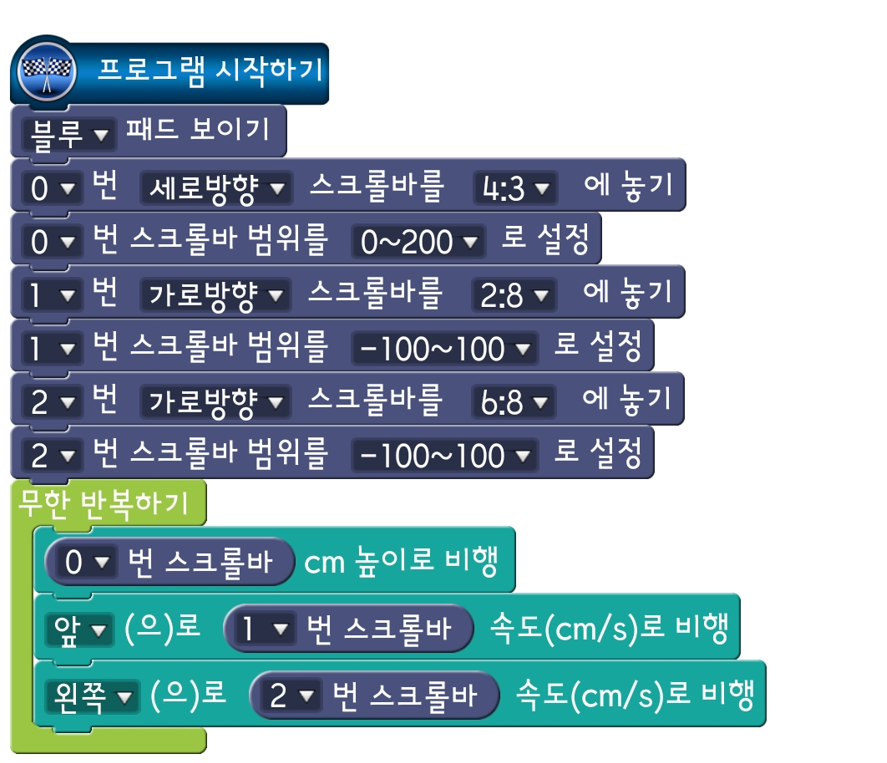 프로그램 시작하기
블루 패드 보이기
0 번 세로방향 스크롤바를 4:3 에 놓기
0 번 스크롤바 범위를 0~200 로 설정
1 번 가로방향 스크롤바를 2:8 에 놓기
1 번 스크롤바 범위를 -100~100 로 설정
2 번 가로방향 스크롤바를 6:8 에 놓기
2 번 스크롤바 범위를 -100~100 로 설정
무한 반복하기
0 번 스크롤바 cm 높이로 비행
앞 (으)로 1 번 스크롤바 속도(cm/s)로 비행
왼쪽 (으)로 2 번 스크롤바 속도(cm/s)로 비행